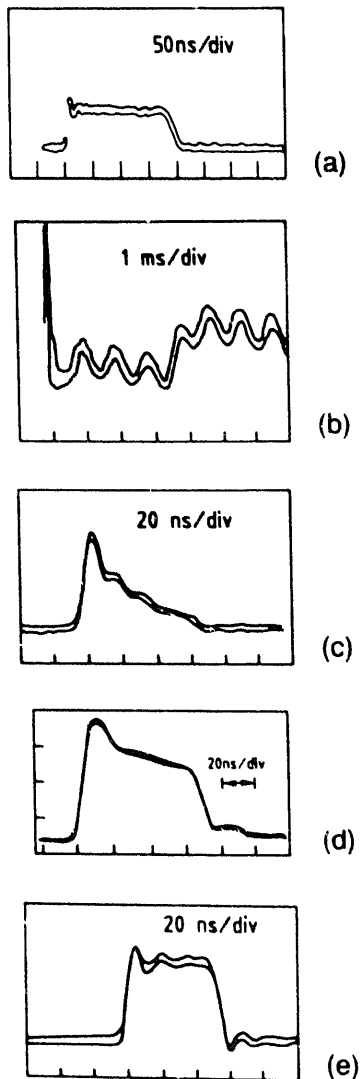 50ns/div
(a)
1 ms/div
(b)
20 ns/div
(c)
20ns/div
(d)
20 ns/div
(e)